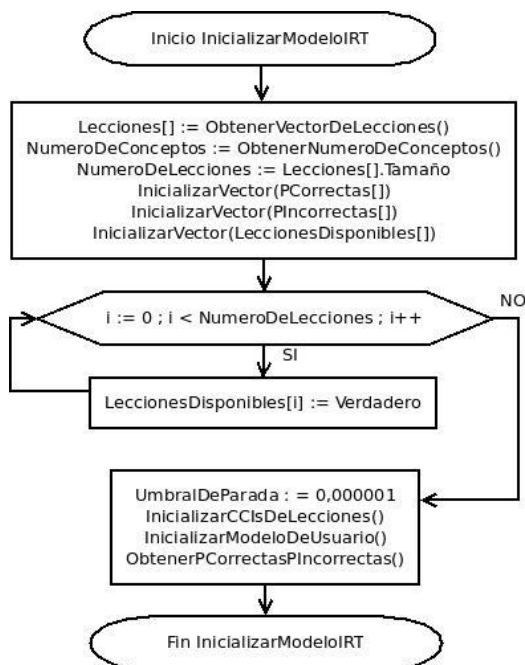 Inicio InicializarModeloIRT
Lecciones[] := ObtenerVectorDeLecciones()
NumeroDeConceptos := ObtenerNumeroDeConceptos()
NumeroDeLecciones := Lecciones[].Tamaño
InicializarVector(PCorrectas[])
InicializarVector(PIncorrectas[])
InicializarVector(LeccionesDisponibles[])
NO
i := 0 ; i < NumeroDeLecciones ; i++
SI
LeccionesDisponibles[i] := Verdadero
UmbralDeParada : = 0,000001
InicializarCCIsDeLecciones()
InicializarModeloDeUsuario()
ObtenerPCorrectasPIncorrectas()
Fin InicializarModeloIRT